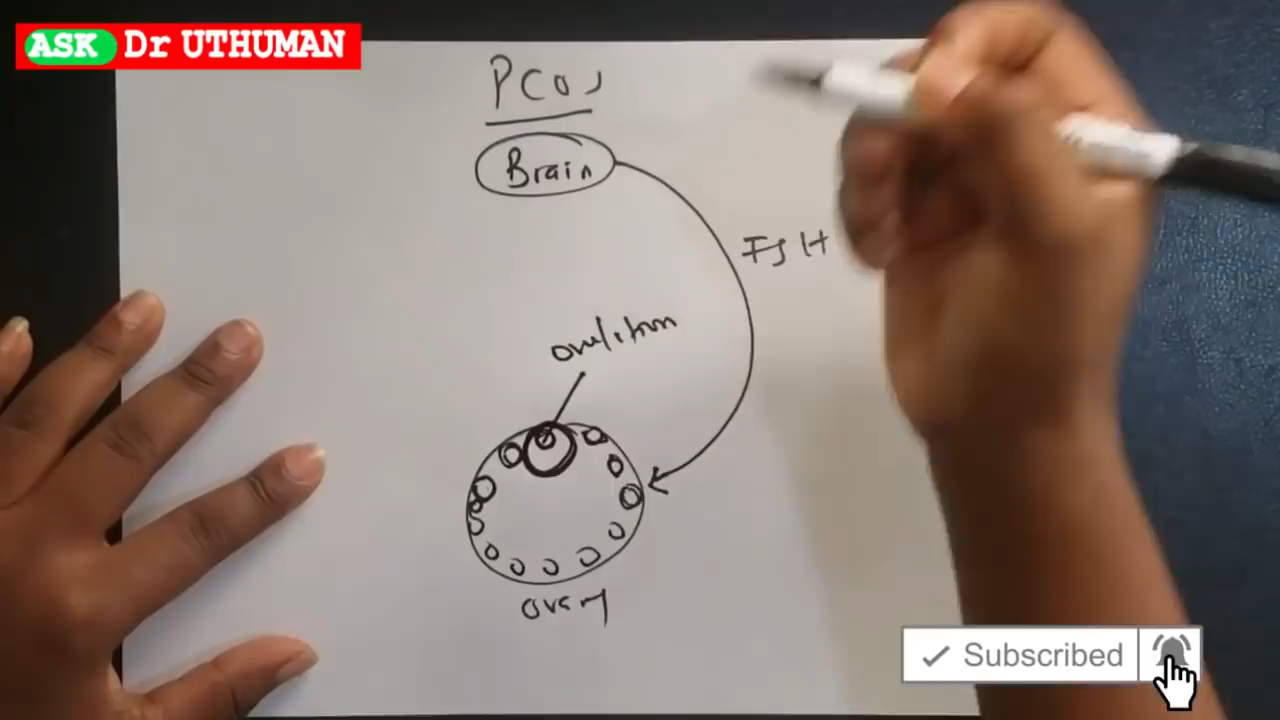 ASK Dr UTHUMAN
PCOS
Brain
FSH
ovulation
ovary
Subscribed